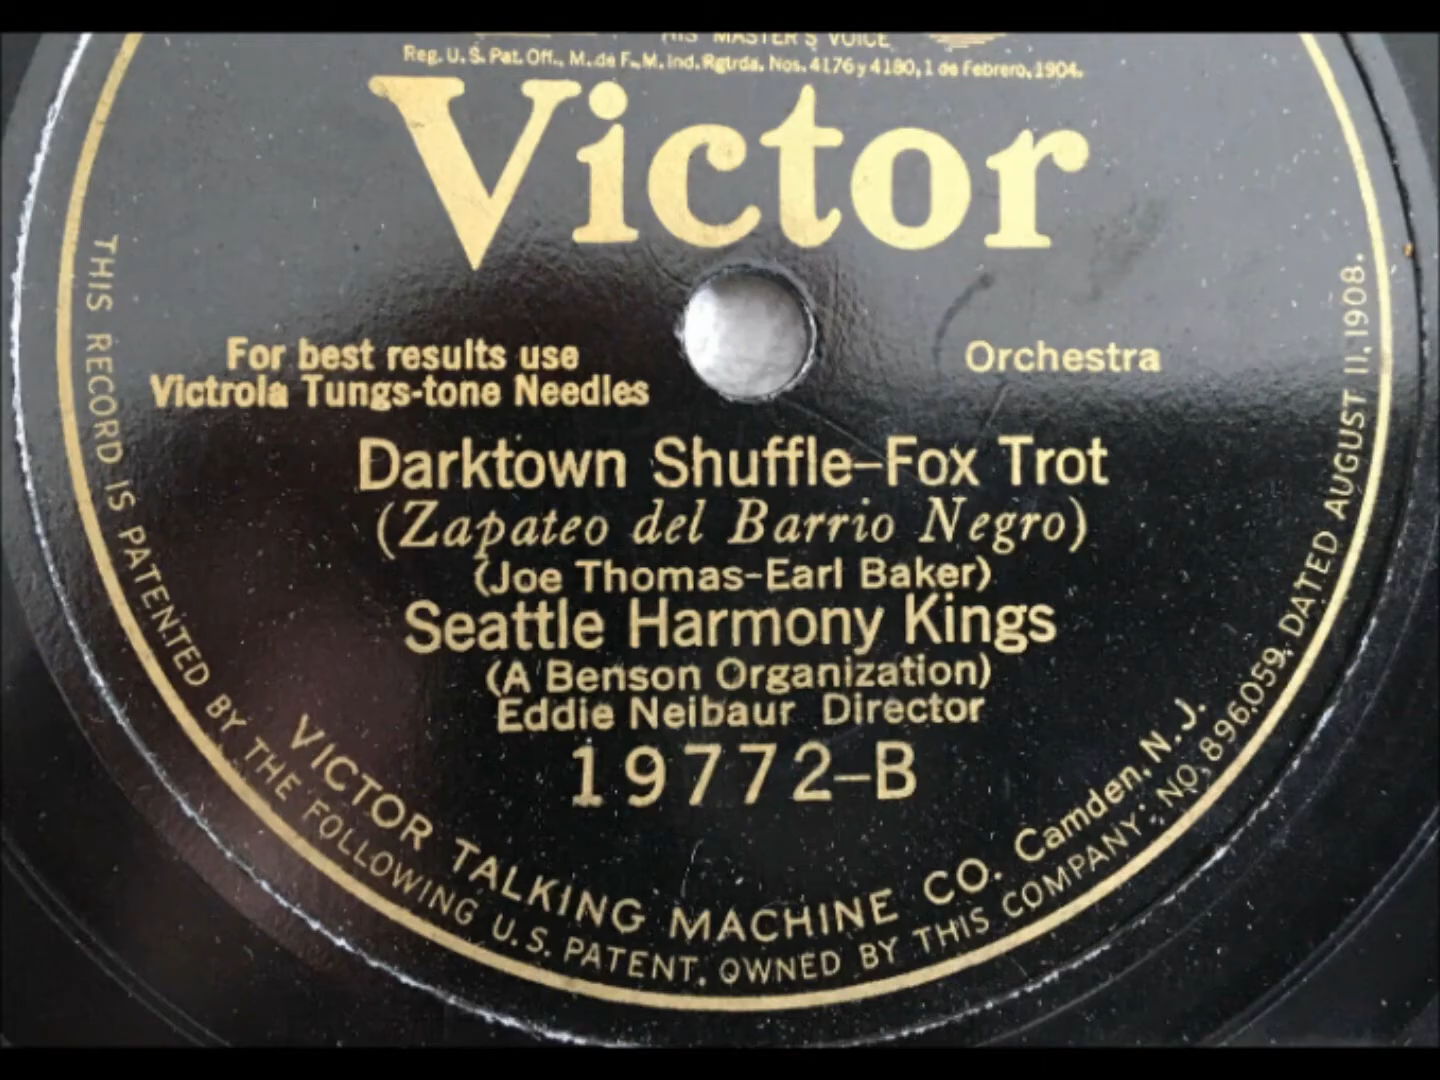 HIS MASTER'S VOICE
Reg. U. S. Pat. Off., M. de F., M. Ind. Rgtrda. Nos. 4176 y 4180, 1 de Febrero, 1904.
Victor
For best results use
Victrola Tungs-tone Needles
Orchestra
Darktown Shuffle–Fox Trot
(Zapateo del Barrio Negro)
(Joe Thomas-Earl Baker)
Seattle Harmony Kings
(A Benson Organization)
Eddie Neibaur Director
19772–B
VICTOR TALKING MACHINE CO. Camden, N. J.
THIS RECORD IS PATENTED BY THE FOLLOWING U. S. PATENT, OWNED BY THIS COMPANY: NO. 896,059, DATED AUGUST 11, 1908.